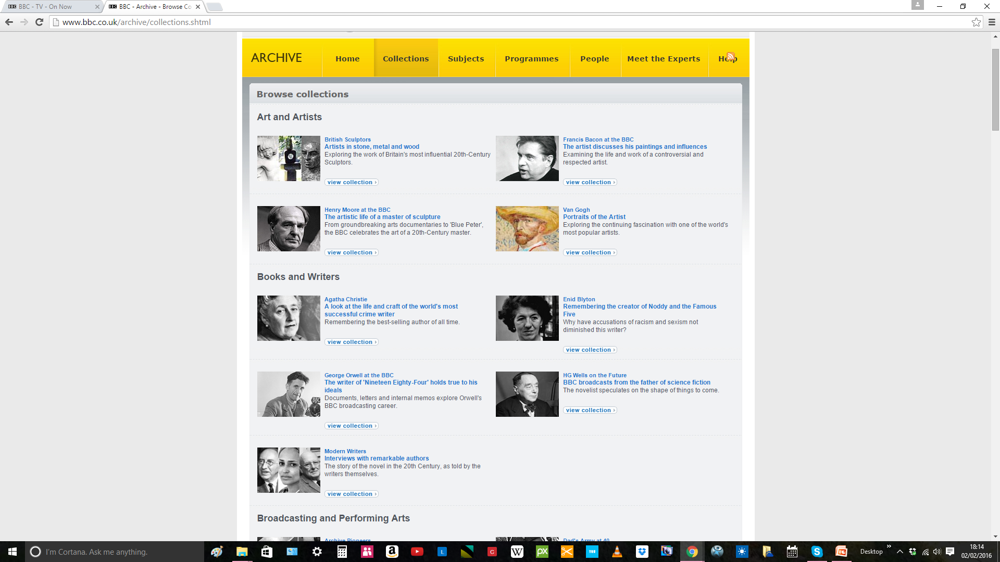 BBC - TV - On Now
BBC - Archive - Browse Co
www.bbc.co.uk/archive/collections.shtml
ARCHIVE
Home
Collections
Subjects
Programmes
People
Meet the Experts
Help
Browse collections
Art and Artists
British Sculptors
Artists in stone, metal and wood
Exploring the work of Britain's most influential 20th-Century
Sculptors.
view collection
Francis Bacon at the BBC
The artist discusses his paintings and influences
Examining the life and work of a controversial and
respected artist.
view collection
Henry Moore at the BBC
The artistic life of a master of sculpture
From groundbreaking arts documentaries to 'Blue Peter',
the BBC celebrates the art of a 20th-Century master.
view collection
Van Gogh
Portraits of the Artist
Exploring the continuing fascination with one of the world's
most popular artists.
view collection
Books and Writers
Agatha Christie
A look at the life and craft of the world's most
successful crime writer
Remembering the best-selling author of all time.
view collection
Enid Blyton
Remembering the creator of Noddy and the Famous
Five
Why have accusations of racism and sexism not
diminished this writer?
view collection
George Orwell at the BBC
The writer of 'Nineteen Eighty-Four' holds true to his
ideals
Documents, letters and internal memos explore Orwell's
BBC broadcasting career.
view collection
HG Wells on the Future
BBC broadcasts from the father of science fiction
The novelist speculates on the shape of things to come.
view collection
Modern Writers
Interviews with remarkable authors
The story of the novel in the 20th Century, as told by the
writers themselves.
view collection
Broadcasting and Performing Arts
Archive Pioneers
Dad's Army at 40
I'm Cortana. Ask me anything.
Desktop
18:14
02/02/2016